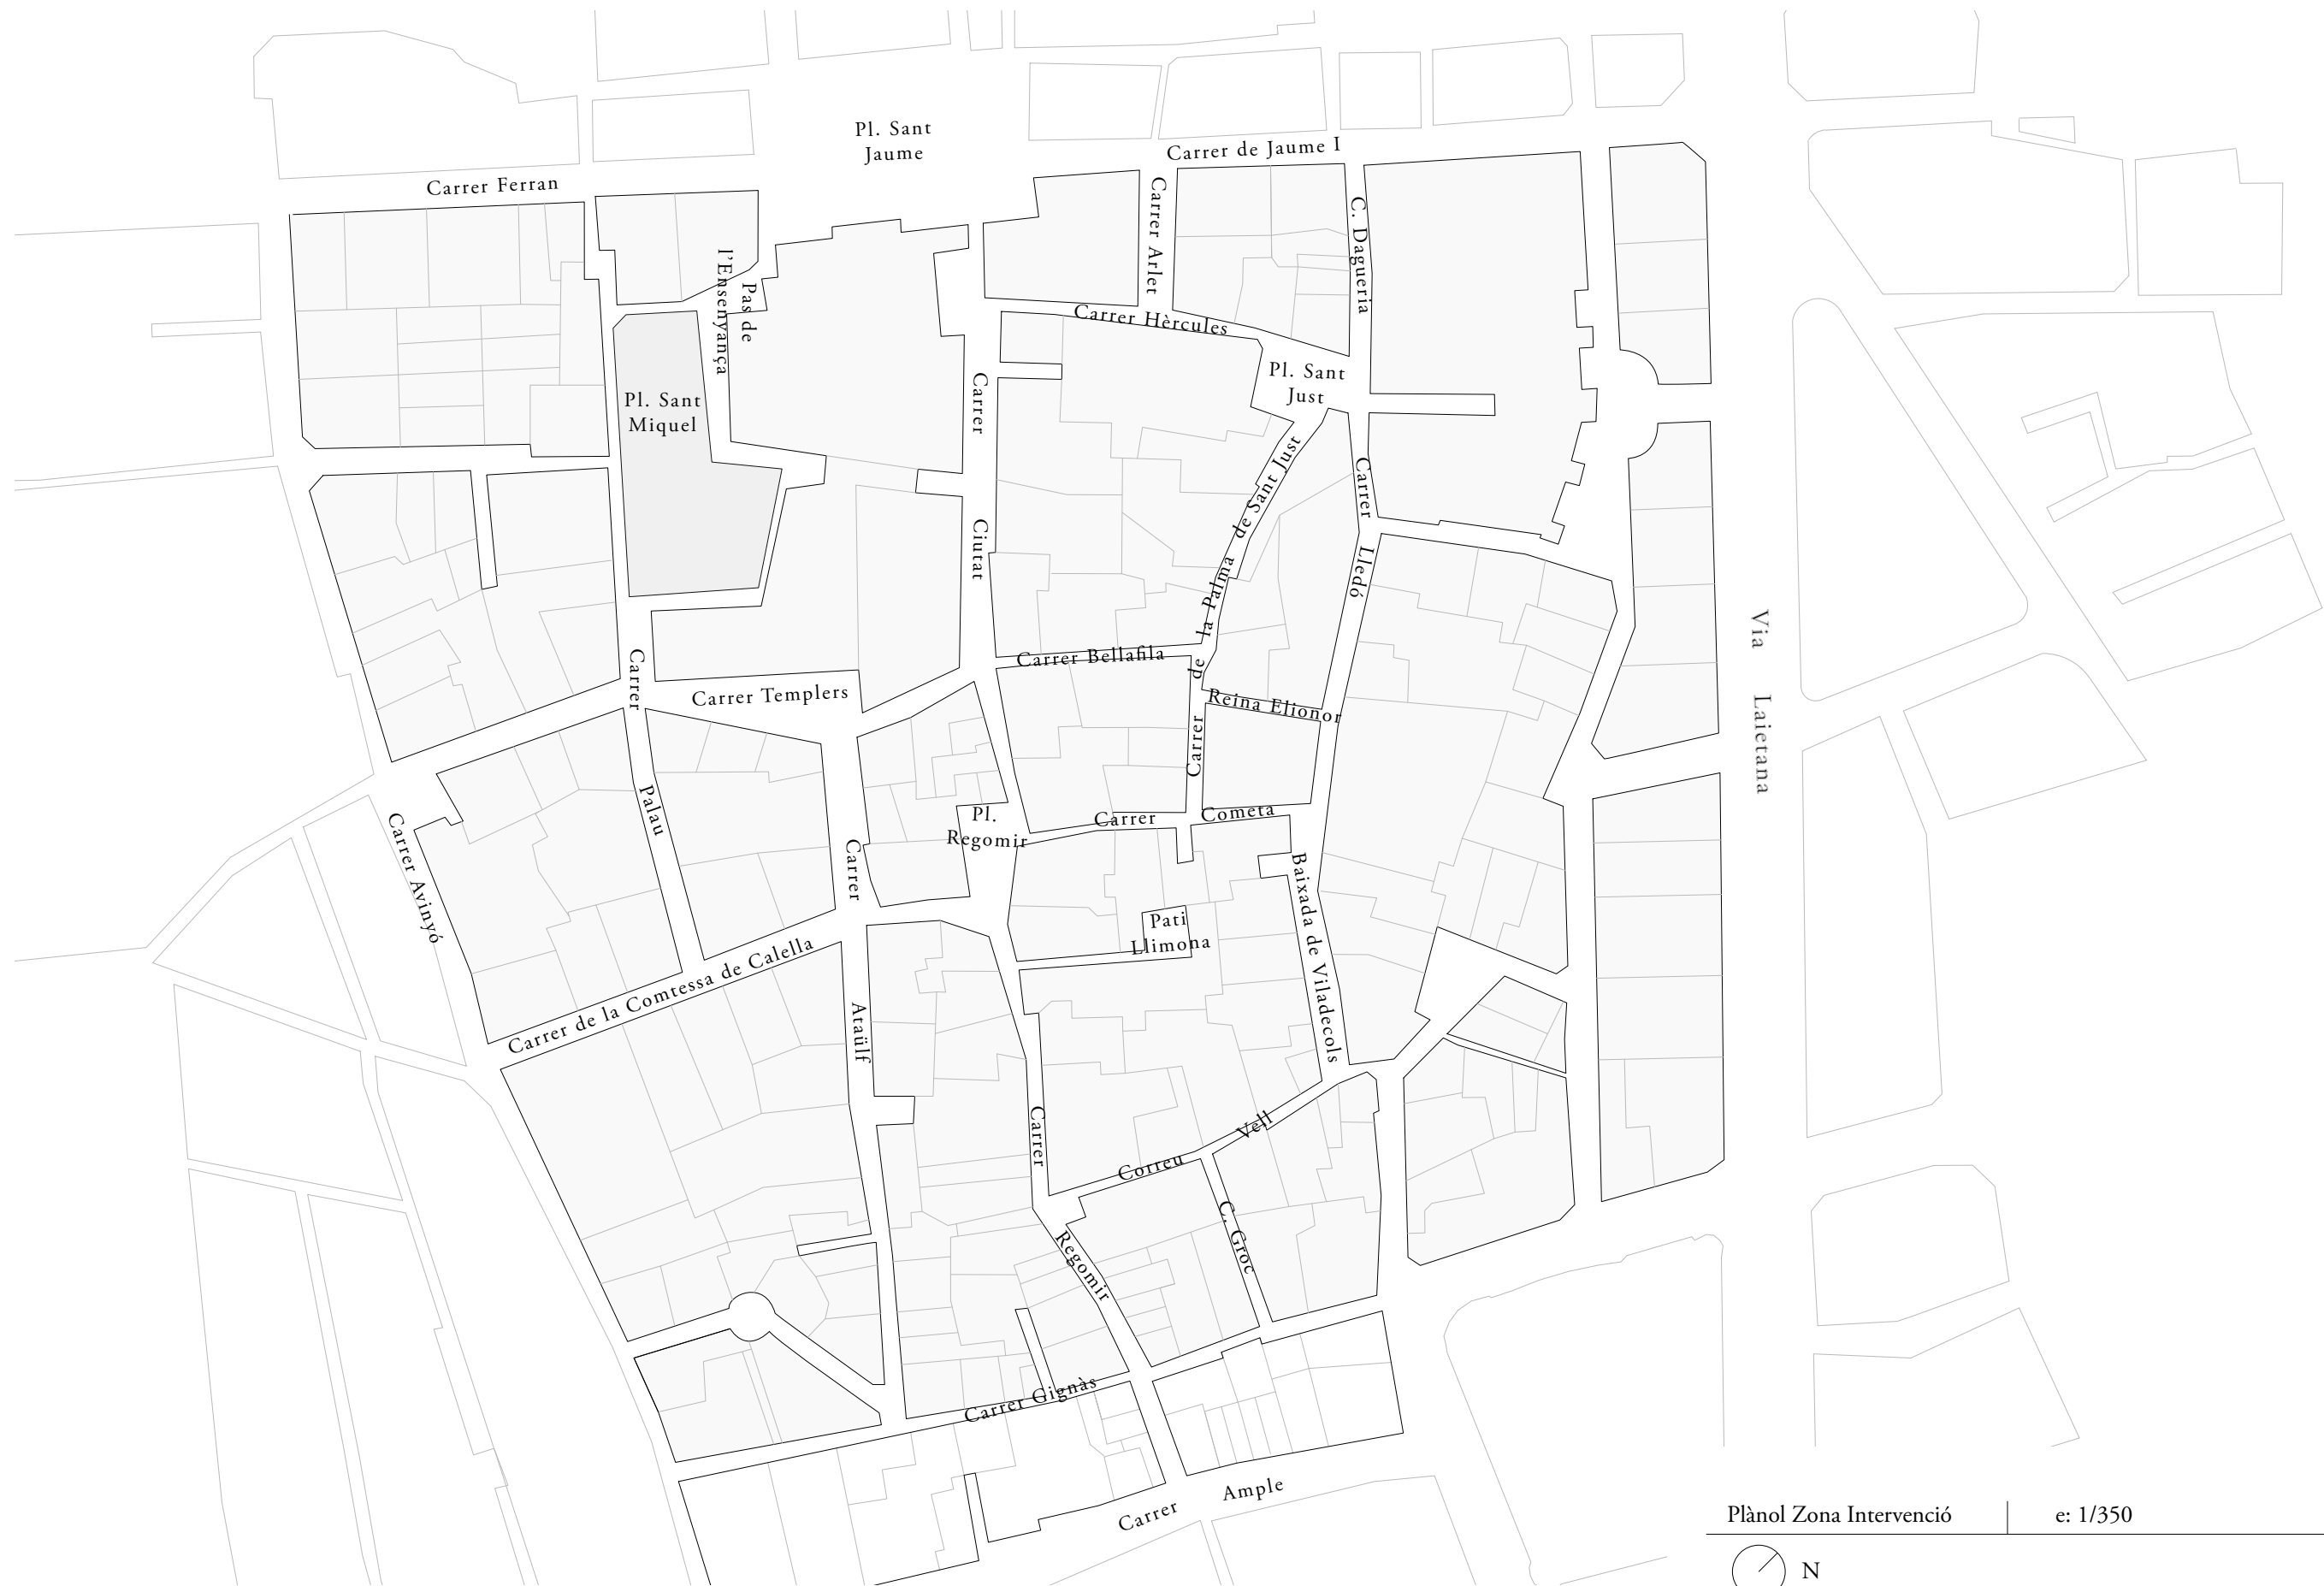 Pl. Sant
Jaume
Carrer de Jaume I
Carrer Ferran
Carrer Arlet
C. Dagueria
l'Ensenyança
Pas de
Carrer Hèrcules
Pl. Sant
Just
Pl. Sant
Miquel
Carrer
Ciutat
Carrer de la Palma de Sant Just
Carrer
Lledó
Via Laietana
Carrer Bellafila
Carrer Templers
Reina Elionor
Carrer
Palau
Carrer Avinyó
Pl.
Regomir
Carrer Cometa
Carrer
Ataülf
Baixada de Viladecols
Pati
Llimona
Carrer de la Comtessa de Calella
Carrer
Regomir
Correu Vell
C. Groc
Carrer Gignàs
Carrer Ample
Plànol Zona Intervenció
e: 1/350
N